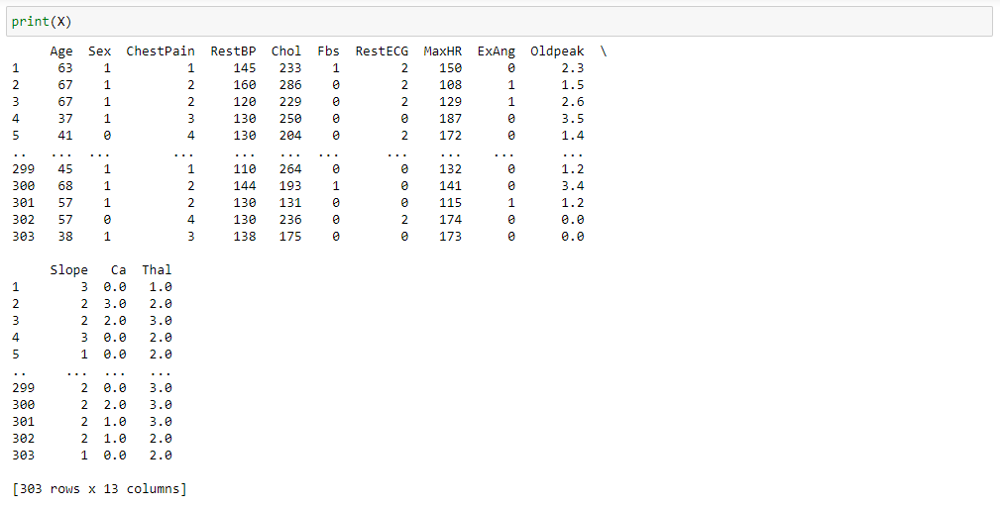 print(X)
     Age  Sex  ChestPain  RestBP  Chol  Fbs  RestECG  MaxHR  ExAng  Oldpeak  \
1     63    1          1     145   233    1        2    150      0      2.3
2     67    1          2     160   286    0        2    108      1      1.5
3     67    1          2     120   229    0        2    129      1      2.6
4     37    1          3     130   250    0        0    187      0      3.5
5     41    0          4     130   204    0        2    172      0      1.4
..   ...  ...        ...     ...   ...  ...      ...    ...    ...      ...
299   45    1          1     110   264    0        0    132      0      1.2
300   68    1          2     144   193    1        0    141      0      3.4
301   57    1          2     130   131    0        0    115      1      1.2
302   57    0          4     130   236    0        2    174      0      0.0
303   38    1          3     138   175    0        0    173      0      0.0
     Slope   Ca  Thal
1        3  0.0   1.0
2        2  3.0   2.0
3        2  2.0   3.0
4        3  0.0   2.0
5        1  0.0   2.0
..     ...  ...   ...
299      2  0.0   3.0
300      2  2.0   3.0
301      2  1.0   3.0
302      2  1.0   2.0
303      1  0.0   2.0
[303 rows x 13 columns]